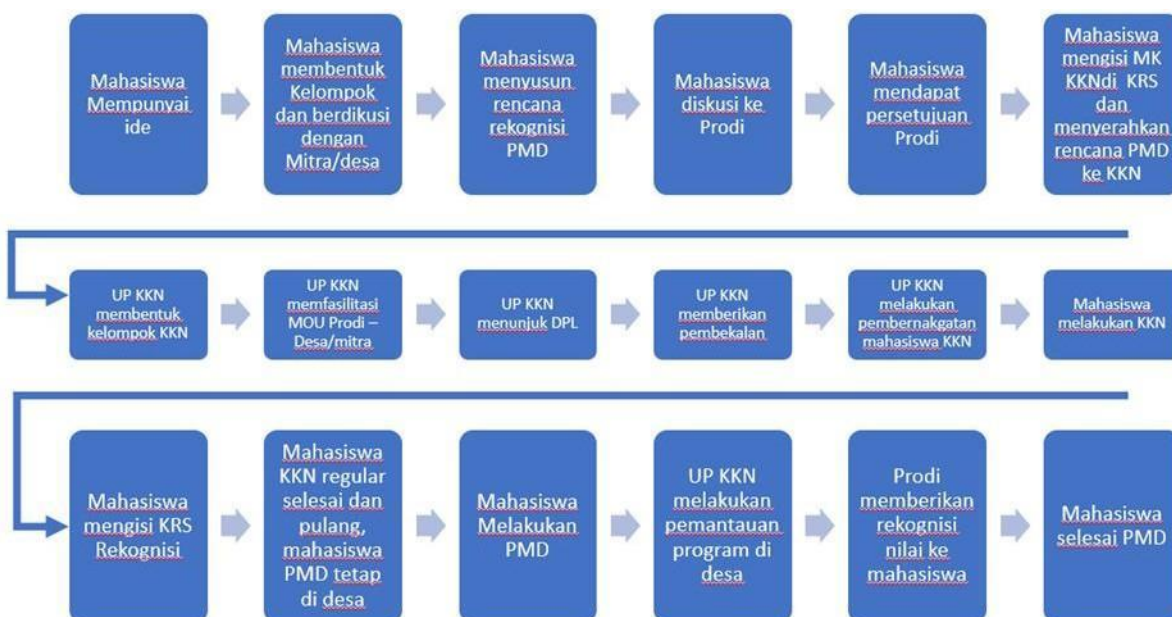 Mahasiswa
Mempunyai
ide
Mahasiswa
membentuk
Kelompok
dan berdikusi
dengan
Mitra/desa
Mahasiswa
menyusun
rencana
rekognisi
PMD
Mahasiswa
diskusi ke
Prodi
Mahasiswa
mendapat
persetujuan
Prodi
Mahasiswa
mengisi MK
KKNdi KRS
dan
menyerahkan
rencana PMD
ke KKN
UP KKN
membentuk
kelompok KKN
UP KKN
memfasilitasi
MOU Prodi –
Desa/mitra
UP KKN
menunjuk DPL
UP KKN
memberikan
pembekalan
UP KKN
melakukan
pembernakgatan
mahasiswa KKN
Mahasiswa
melakukan KKN
Mahasiswa
mengisi KRS
Rekognisi
Mahasiswa
KKN regular
selesai dan
pulang,
mahasiswa
PMD tetap
di desa
Mahasiswa
Melakukan
PMD
UP KKN
melakukan
pemantauan
program di
desa
Prodi
memberikan
rekognisi
nilai ke
mahasiswa
Mahasiswa
selesai PMD